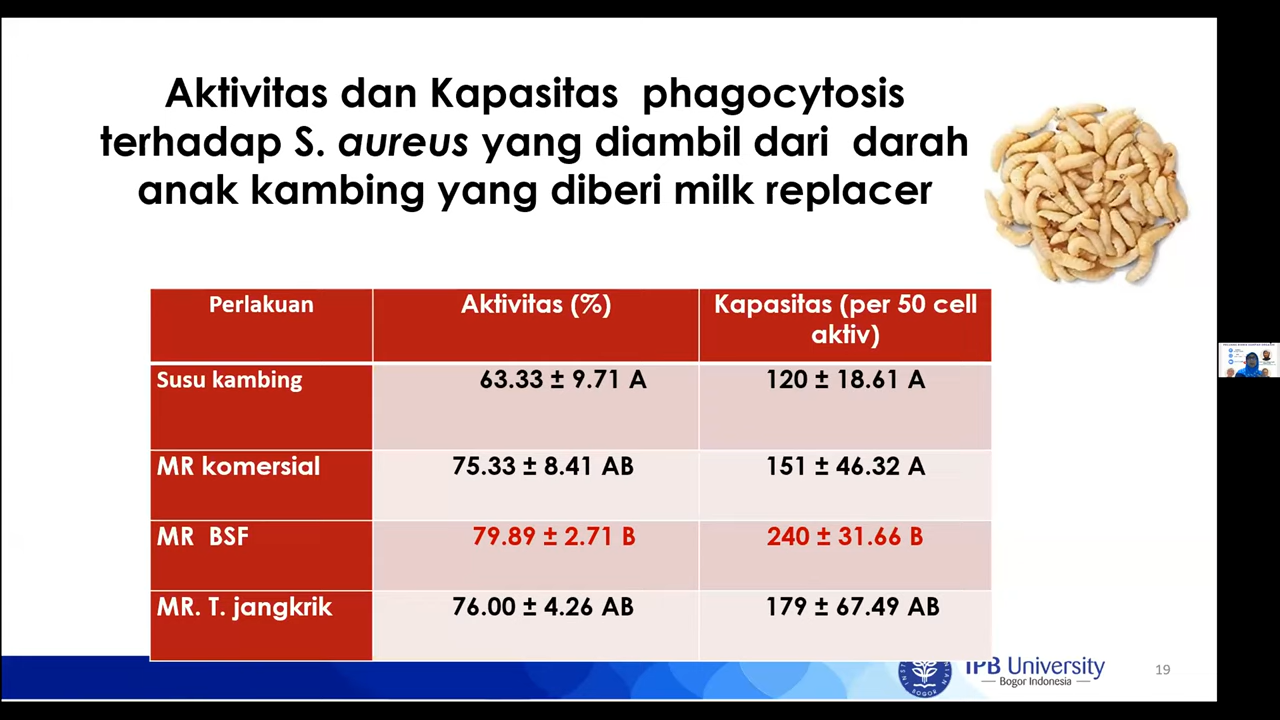 Aktivitas dan Kapasitas phagocytosis
terhadap S. aureus yang diambil dari darah
anak kambing yang diberi milk replacer
Perlakuan
Aktivitas (%)
Kapasitas (per 50 cell
aktiv)
Susu kambing
63.33 ± 9.71 A
120 ± 18.61 A
MR komersial
75.33 ± 8.41 AB
151 ± 46.32 A
MR BSF
79.89 ± 2.71 B
240 ± 31.66 B
MR. T. jangkrik
76.00 ± 4.26 AB
179 ± 67.49 AB
IPB University
Bogor Indonesia
19